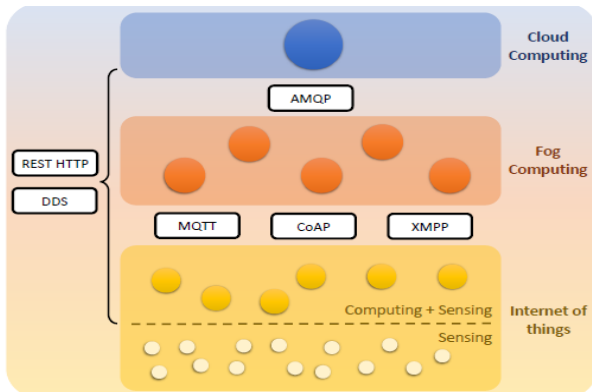 Cloud
Computing
AMQP
REST HTTP
DDS
Fog
Computing
MQTT
CoAP
XMPP
Computing + Sensing
Sensing
Internet of
things